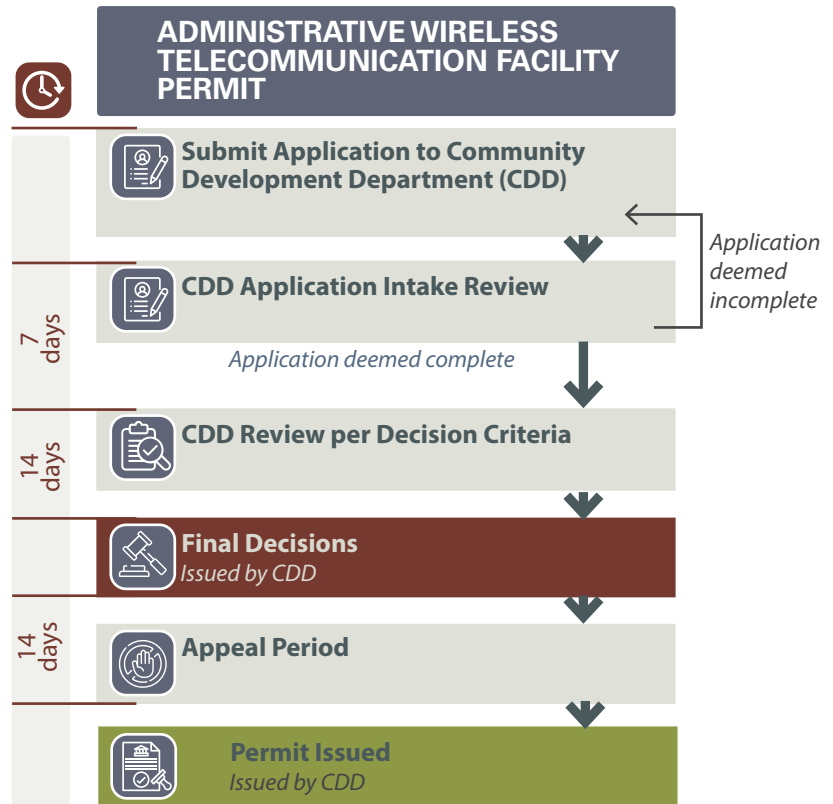 ADMINISTRATIVE WIRELESS
TELECOMMUNICATION FACILITY
PERMIT
Submit Application to Community
Development Department (CDD)
Application
deemed
incomplete
CDD Application Intake Review
7
days
Application deemed complete
CDD Review per Decision Criteria
14
days
Final Decisions
Issued by CDD
Appeal Period
14
days
Permit Issued
Issued by CDD